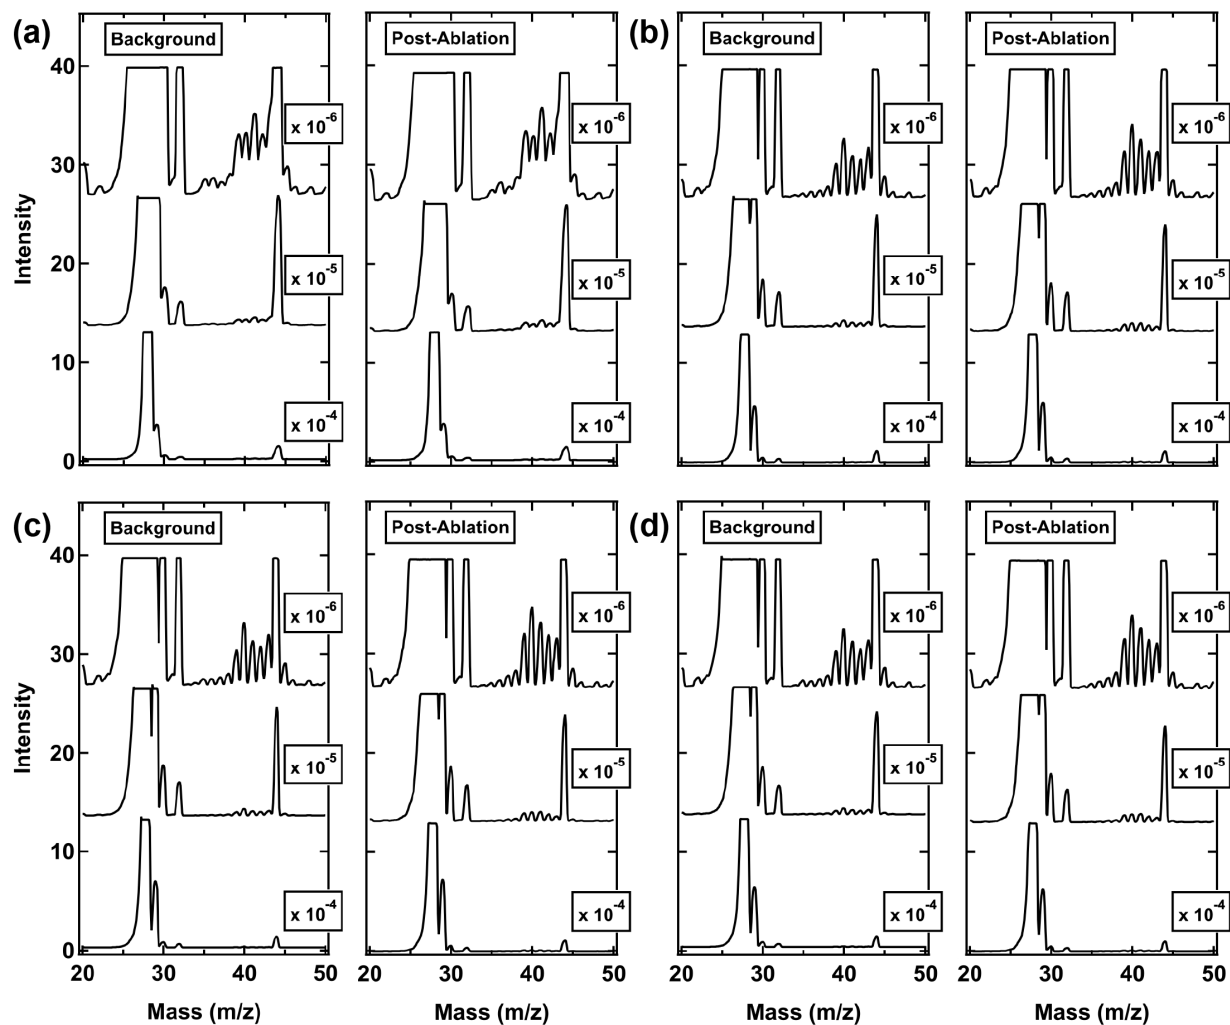 (a) Background Post-Ablation (b) Background Post-Ablation
40
x 10-6 x 10-6 x 10-6 x 10-6
30
Intensity
20
x 10-5 x 10-5 x 10-5 x 10-5
10
x 10-4 x 10-4 x 10-4 x 10-4
0
(c) Background Post-Ablation (d) Background Post-Ablation
40
x 10-6 x 10-6 x 10-6 x 10-6
30
Intensity
20
x 10-5 x 10-5 x 10-5 x 10-5
10
x 10-4 x 10-4 x 10-4 x 10-4
0
20 30 40 50 20 30 40 50 20 30 40 50 20 30 40 50
Mass (m/z) Mass (m/z) Mass (m/z) Mass (m/z)